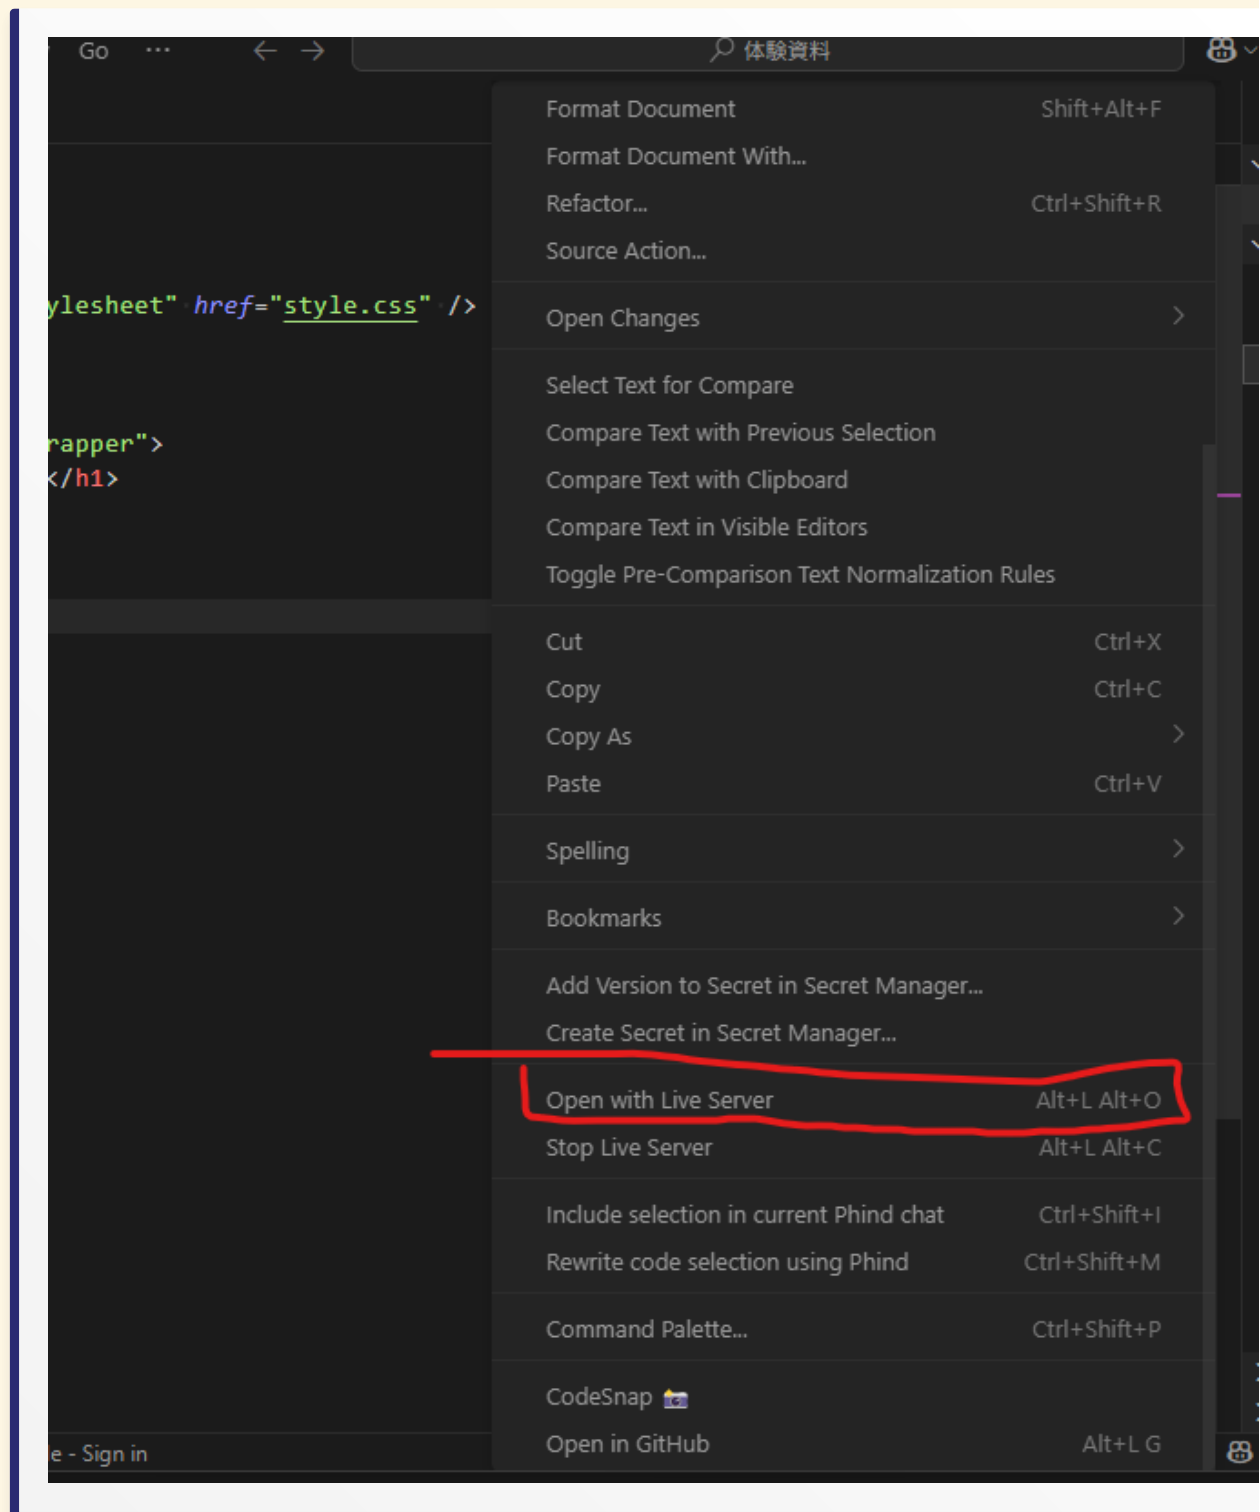 Go ...
体験資料
Format Document Shift+Alt+F
Format Document With...
Refactor... Ctrl+Shift+R
Source Action...
ylesheet" href="style.css" />
Open Changes
Select Text for Compare
Compare Text with Previous Selection
rapper">
Compare Text with Clipboard
</h1>
Compare Text in Visible Editors
Toggle Pre-Comparison Text Normalization Rules
Cut Ctrl+X
Copy Ctrl+C
Copy As
Paste Ctrl+V
Spelling
Bookmarks
Add Version to Secret in Secret Manager...
Create Secret in Secret Manager...
Open with Live Server Alt+L Alt+O
Stop Live Server Alt+L Alt+C
Include selection in current Phind chat Ctrl+Shift+I
Rewrite code selection using Phind Ctrl+Shift+M
Command Palette... Ctrl+Shift+P
CodeSnap 📸
Open in GitHub Alt+L G
e - Sign in